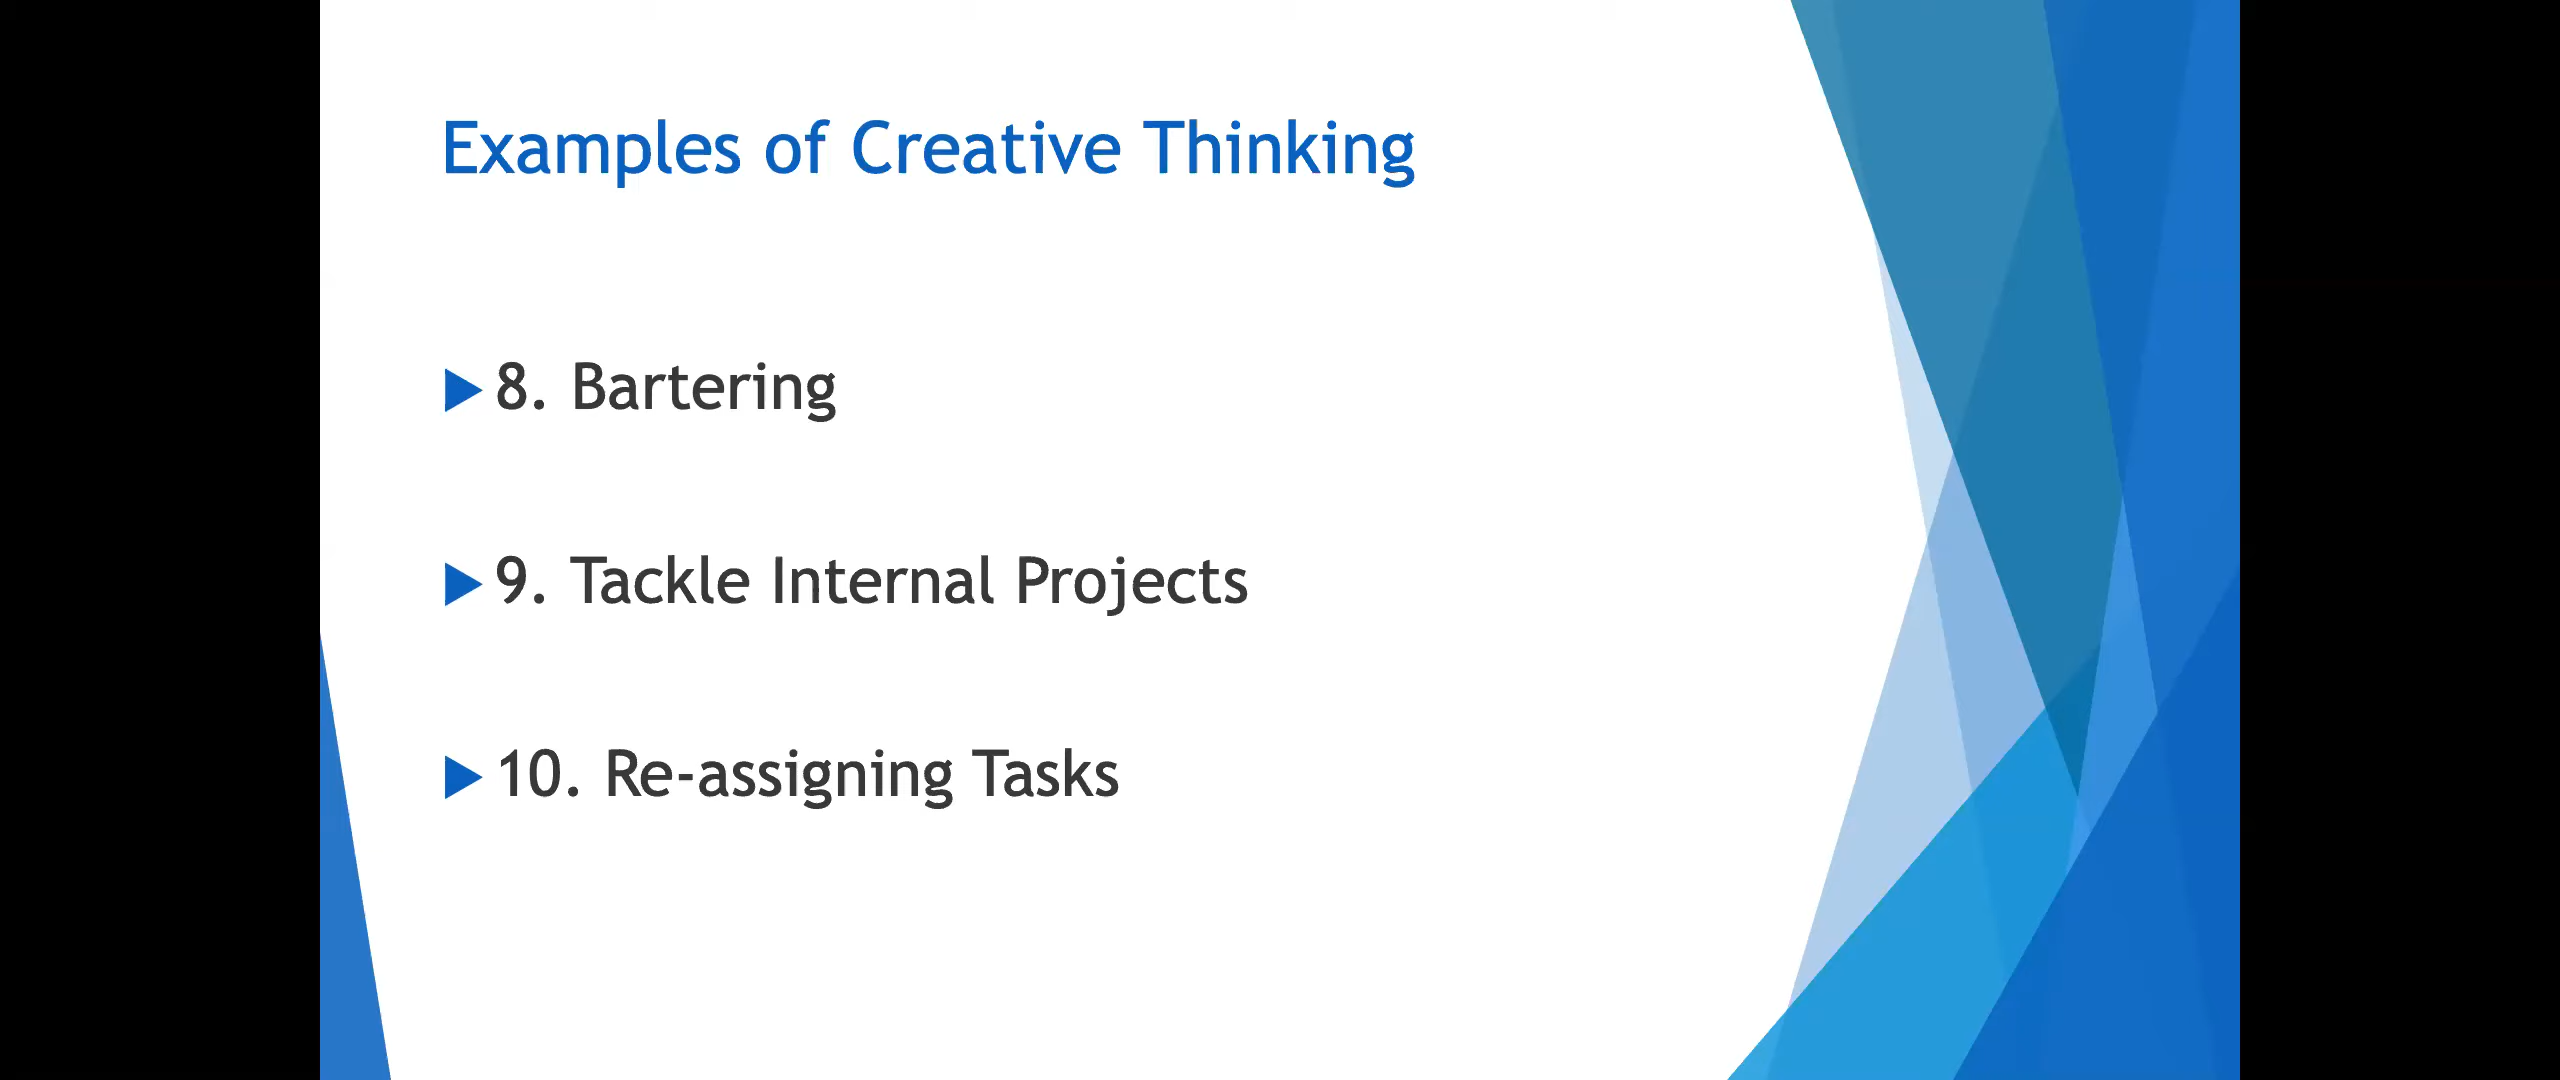 Examples of Creative Thinking
8. Bartering
9. Tackle Internal Projects
10. Re-assigning Tasks